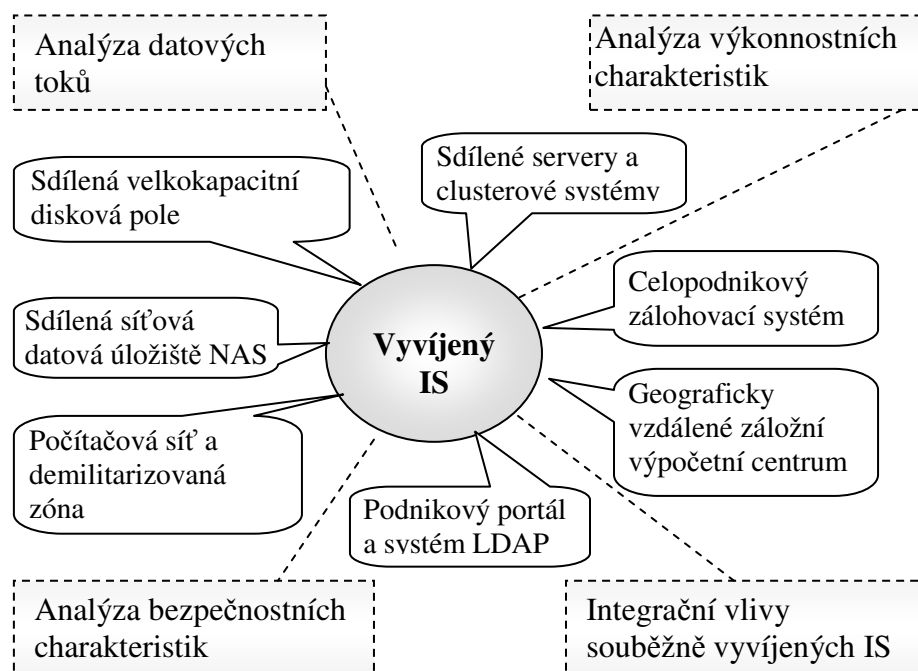 Analýza datových
toků
Analýza výkonnostních
charakteristik
Sdílené servery a
clusterové systémy
Sdílená velkokapacitní
disková pole
Celopodnikový
zálohovací systém
Sdílená síťová
datová úložiště NAS
Vyvíjený
IS
Geograficky
vzdálené záložní
výpočetní centrum
Počítačová síť a
demilitarizovaná
zóna
Podnikový portál
a systém LDAP
Analýza bezpečnostních
charakteristik
Integrační vlivy
souběžně vyvíjených IS